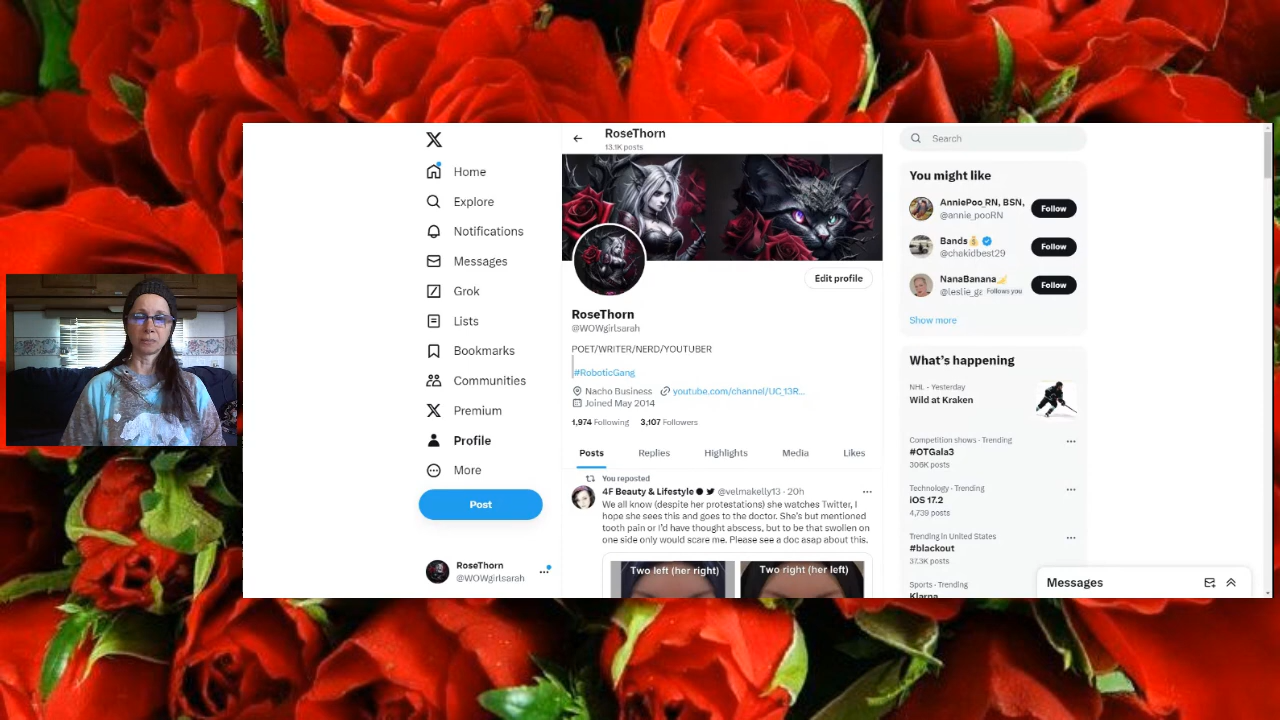 Home
Explore
Notifications
Messages
Grok
Lists
Bookmarks
Communities
Premium
Profile
More
Post
RoseThorn
@WOWgirlsarah
RoseThorn
13.1K posts
Edit profile
RoseThorn
@WOWgirlsarah
POET/WRITER/NERD/YOUTUBER
#RoboticGang
Nacho Business youtube.com/channel/UC_13R...
Joined May 2014
1,974 Following 3,107 Followers
Posts Replies Highlights Media Likes
You reposted
4F Beauty & Lifestyle @velmakelly13 · 20h
We all know (despite her protestations) she watches Twitter, I
hope she sees this and goes to the doctor. She's but mentioned
tooth pain or I'd have thought abscess, but to be that swollen on
one side only would scare me. Please see a doc asap about this.
Two left (her right) Two right (her left)
Search
You might like
AnniePoo_RN, BSN,
@annie_pooRN
Follow
Bands
@chakidbest29
Follow
NanaBanana
@leslie_ga Follows you
Follow
Show more
What's happening
NHL · Yesterday
Wild at Kraken
Competition shows · Trending
#OTGala3
306K posts
Technology · Trending
iOS 17.2
4,739 posts
Trending in United States
#blackout
37.3K posts
Sports · Trending
Klarna
Messages